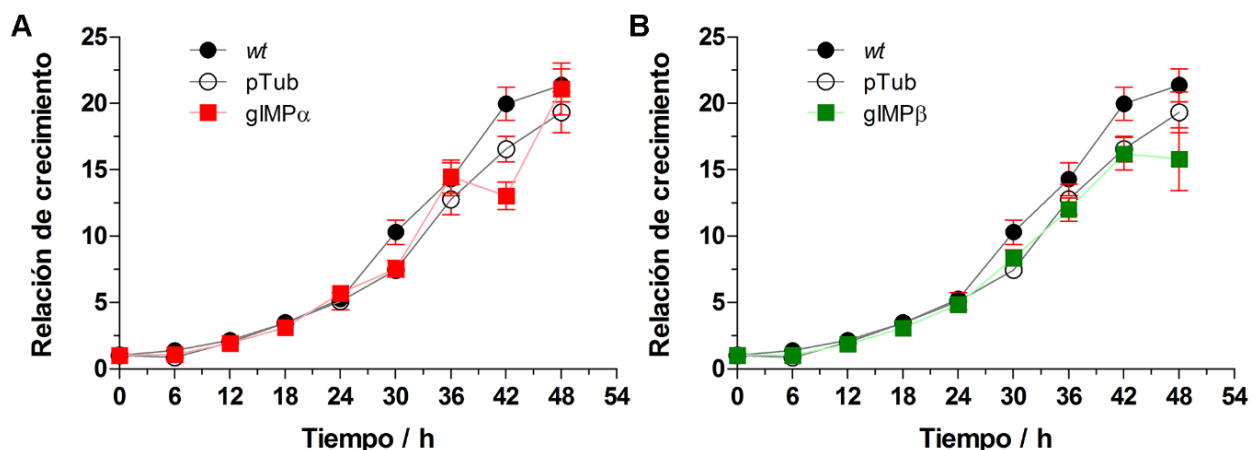 A
Relación de crecimiento
25
20
15
10
5
0
wt
pTub
gIMPα
0 6 12 18 24 30 36 42 48 54
Tiempo / h
B
Relación de crecimiento
25
20
15
10
5
0
wt
pTub
gIMPβ
0 6 12 18 24 30 36 42 48 54
Tiempo / h